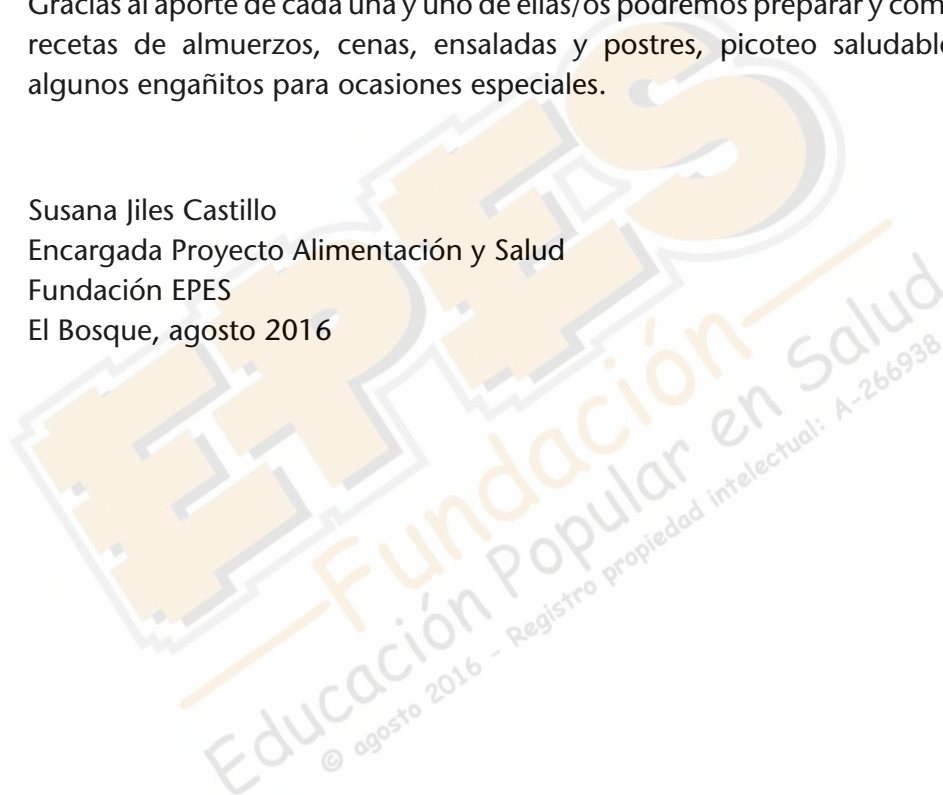 Gracias al aporte de cada una y uno de ellas/os podremos preparar y com
recetas de almuerzos, cenas, ensaladas y postres, picoteo saludable
algunos engañitos para ocasiones especiales.
Susana Jiles Castillo
Encargada Proyecto Alimentación y Salud
Fundación EPES
El Bosque, agosto 2016
EPES
Fundación
Educación Popular en Salud
© agosto 2016 - Registro propiedad intelectual: A-266938